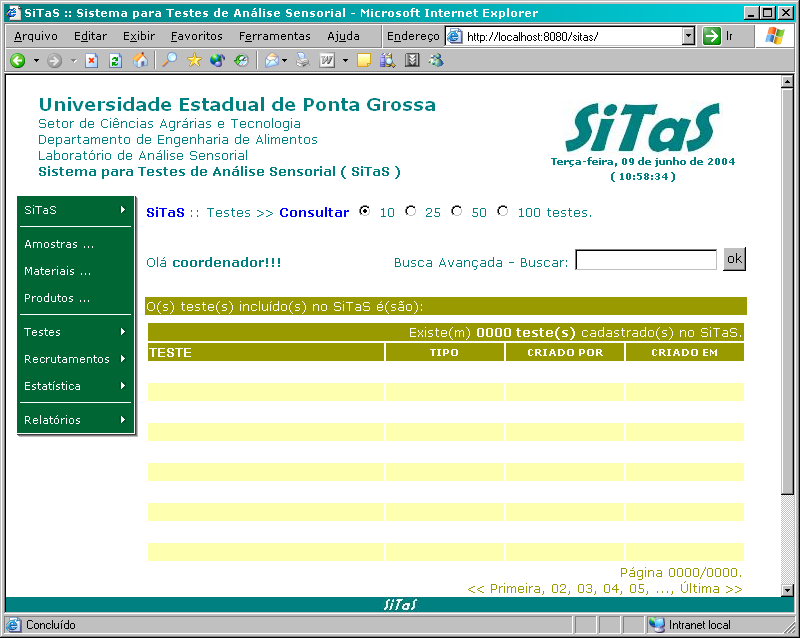 SiTaS :: Sistema para Testes de Análise Sensorial - Microsoft Internet Explorer
Arquivo Editar Exibir Favoritos Ferramentas Ajuda Endereço http://localhost:8080/sitas/ Ir
Universidade Estadual de Ponta Grossa
Setor de Ciências Agrárias e Tecnologia
Departamento de Engenharia de Alimentos
Laboratório de Análise Sensorial
Sistema para Testes de Análise Sensorial ( SiTaS )
SiTaS
Terça-feira, 09 de junho de 2004
( 10:58:34 )
SiTaS
Amostras ...
Materiais ...
Produtos ...
Testes
Recrutamentos
Estatística
Relatórios
SiTaS :: Testes >> Consultar 10 25 50 100 testes.
Olá coordenador!!! Busca Avançada - Buscar: ok
O(s) teste(s) incluído(s) no SiTaS é(são):
Existe(m) 0000 teste(s) cadastrado(s) no SiTaS.
TESTE TIPO CRIADO POR CRIADO EM
Página 0000/0000.
<< Primeira, 02, 03, 04, 05, ..., Última >>
SiTaS
Concluído Intranet local